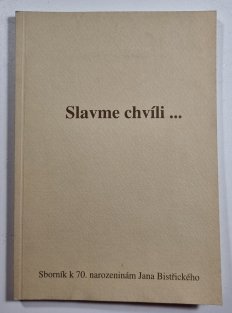 Slavme chvíli ...
Sborník k 70. narozeninám Jana Bistřického